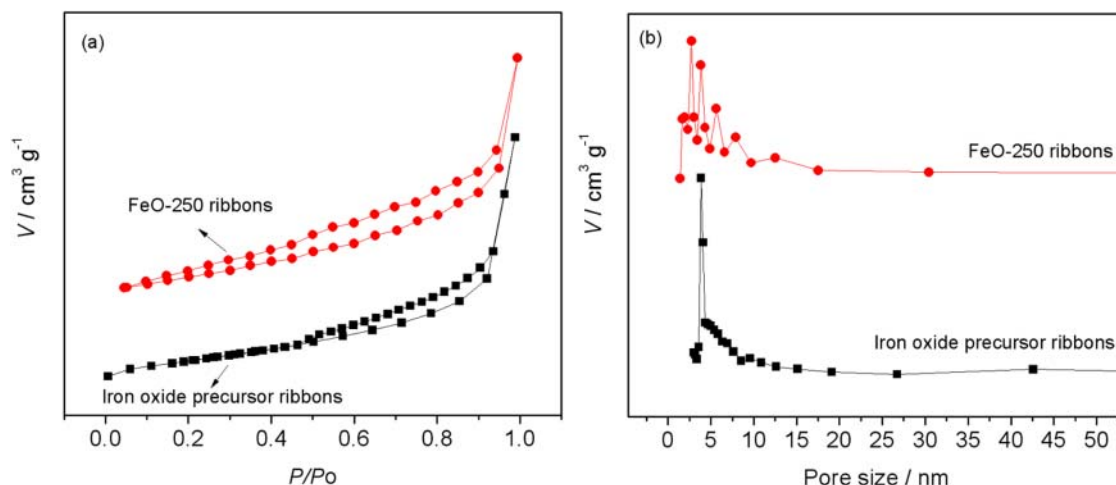 (a)
V / cm³ g⁻¹
FeO-250 ribbons
Iron oxide precursor ribbons
0.0 0.2 0.4 0.6 0.8 1.0
P/Po
(b)
V / cm³ g⁻¹
FeO-250 ribbons
Iron oxide precursor ribbons
0 5 10 15 20 25 30 35 40 45 50
Pore size / nm